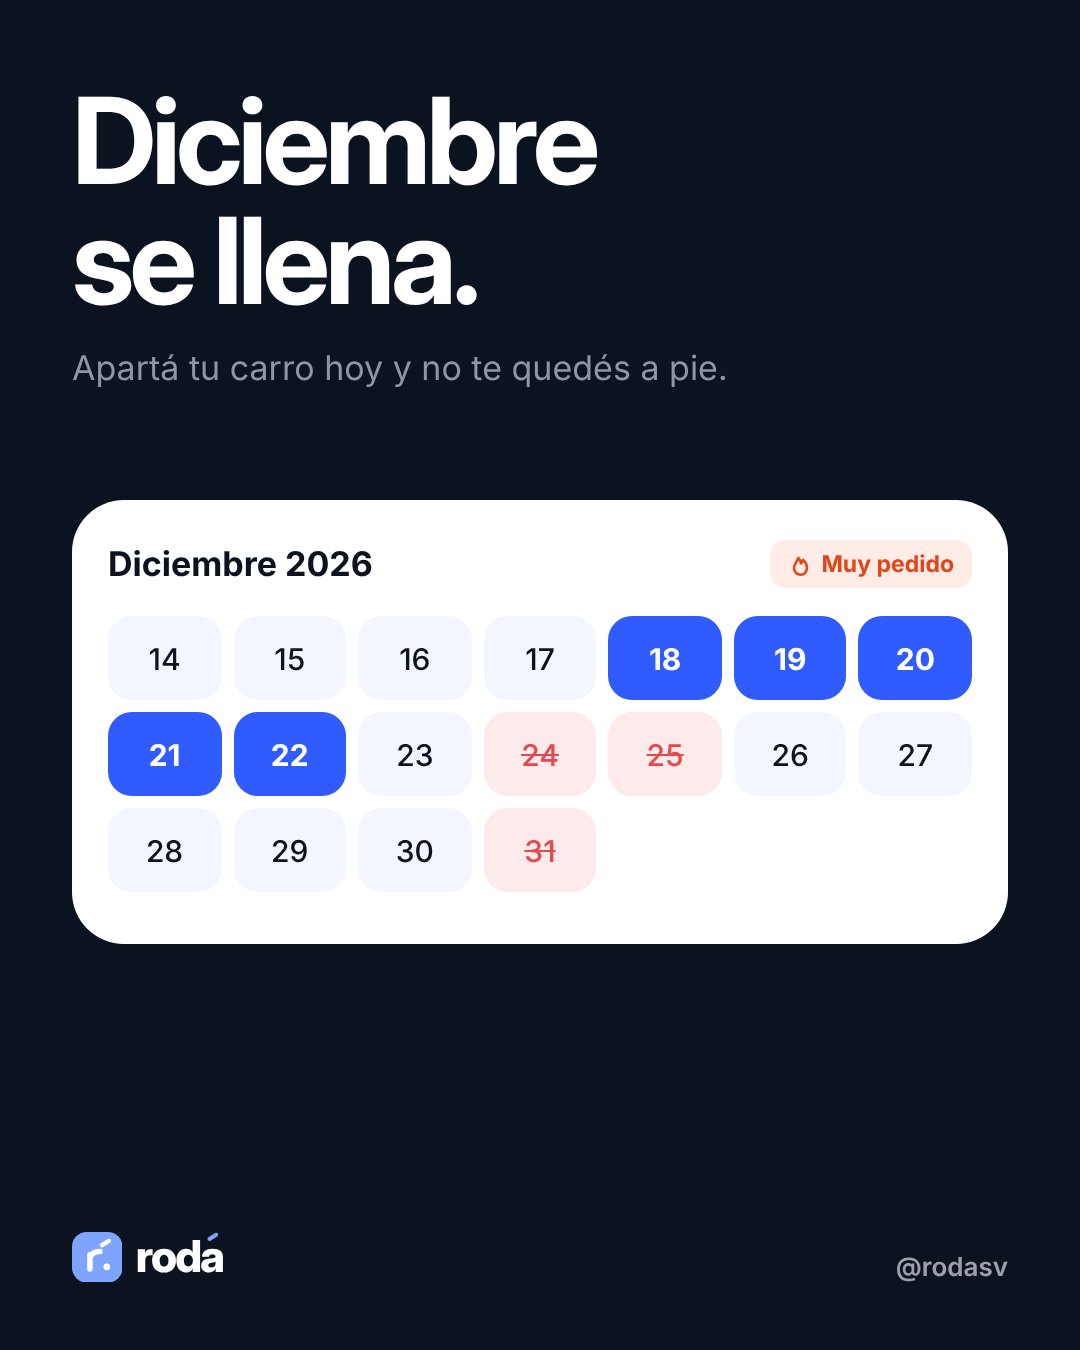 Diciembre
se llena.
Apartá tu carro hoy y no te quedés a pie.
Diciembre 2026
Muy pedido
14 15 16 17 18 19 20
21 22 23 24 25 26 27
28 29 30 31
ŕ. rodá
@rodasv